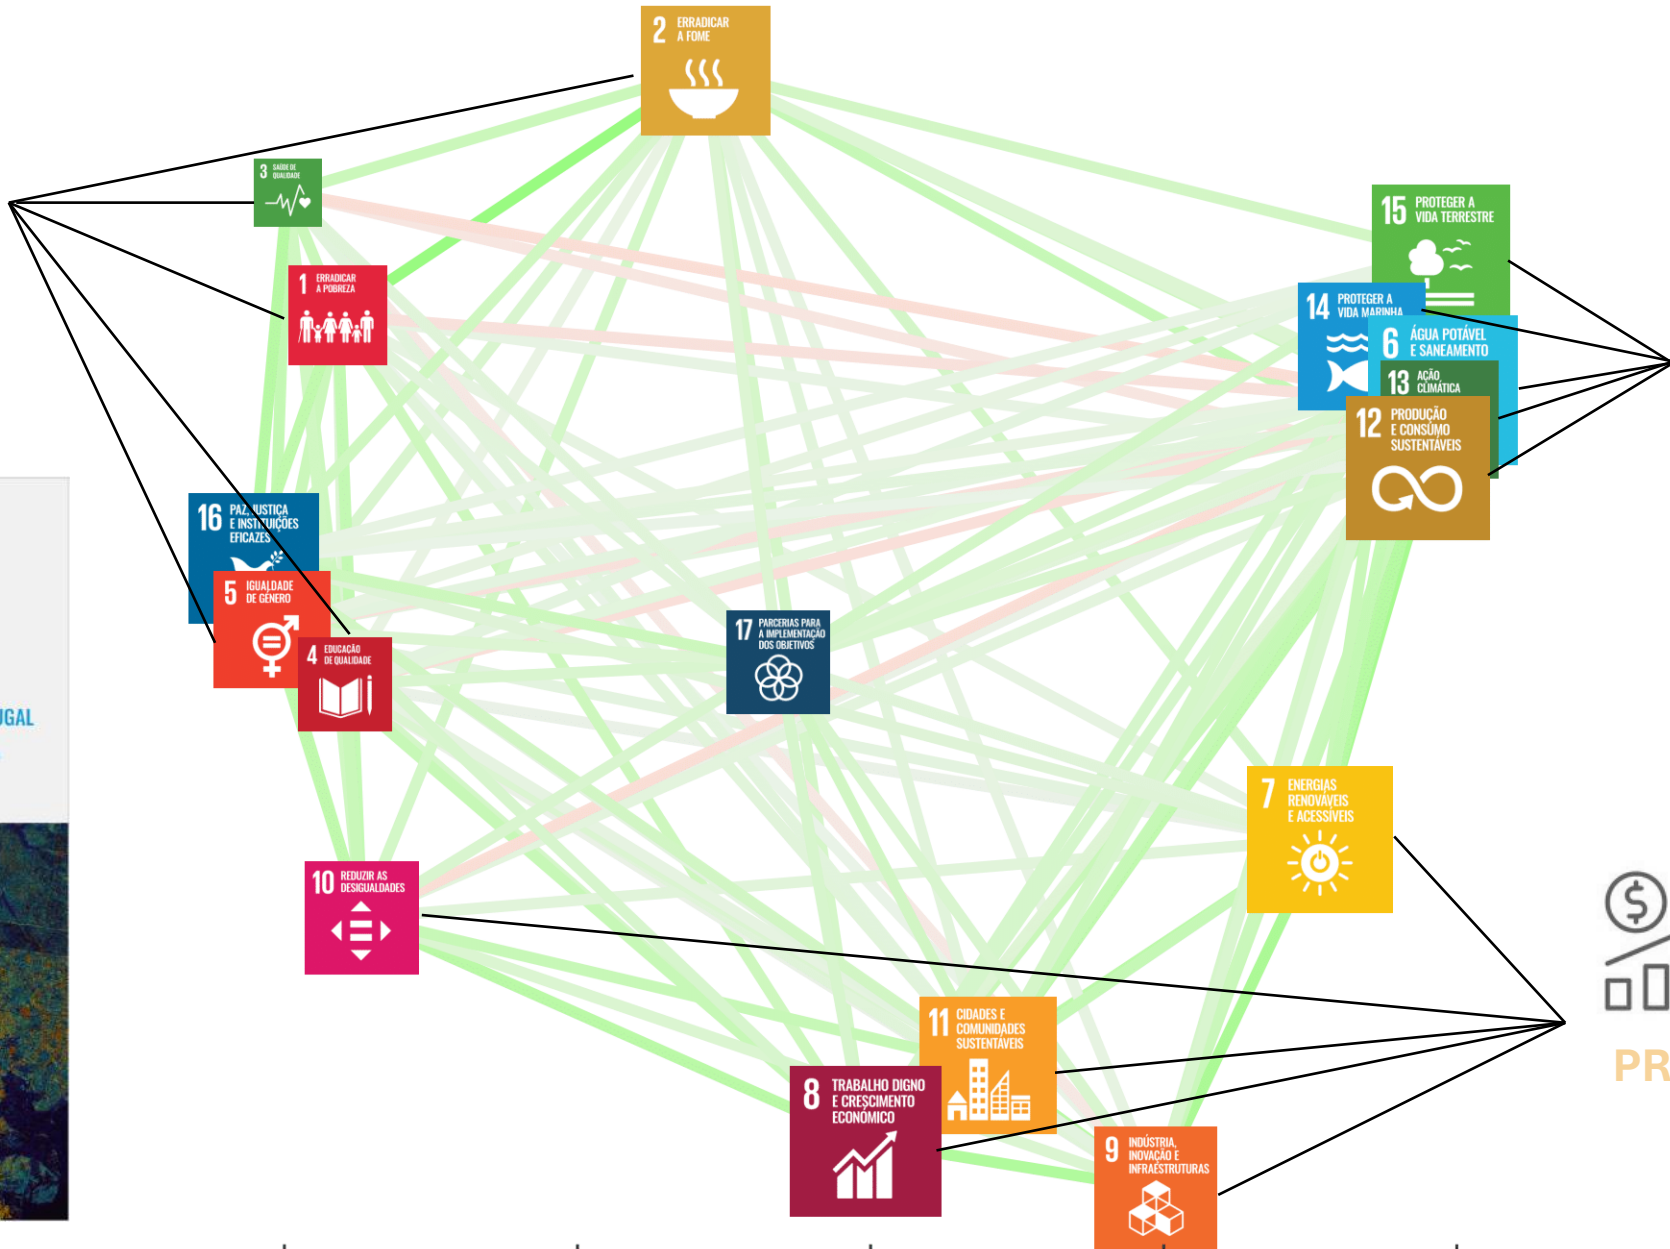 2 ERRADICAR
A FOME
3 SAÚDE DE
QUALIDADE
1 ERRADICAR
A POBREZA
15 PROTEGER A
VIDA TERRESTRE
14 PROTEGER A
VIDA MARINHA
6 ÁGUA POTÁVEL
E SANEAMENTO
13 AÇÃO
CLIMÁTICA
12 PRODUÇÃO
E CONSUMO
SUSTENTÁVEIS
16 PAZ, JUSTIÇA
E INSTITUIÇÕES
EFICAZES
5 IGUALDADE
DE GÉNERO
4 EDUCAÇÃO
DE QUALIDADE
17 PARCERIAS PARA
A IMPLEMENTAÇÃO
DOS OBJETIVOS
UGAL
7 ENERGIAS
RENOVÁVEIS
E ACESSÍVEIS
10 REDUZIR AS
DESIGUALDADES
$
11 CIDADES E
COMUNIDADES
SUSTENTÁVEIS
PR
8 TRABALHO DIGNO
E CRESCIMENTO
ECONÓMICO
9 INDÚSTRIA,
INOVAÇÃO E
INFRAESTRUTURAS